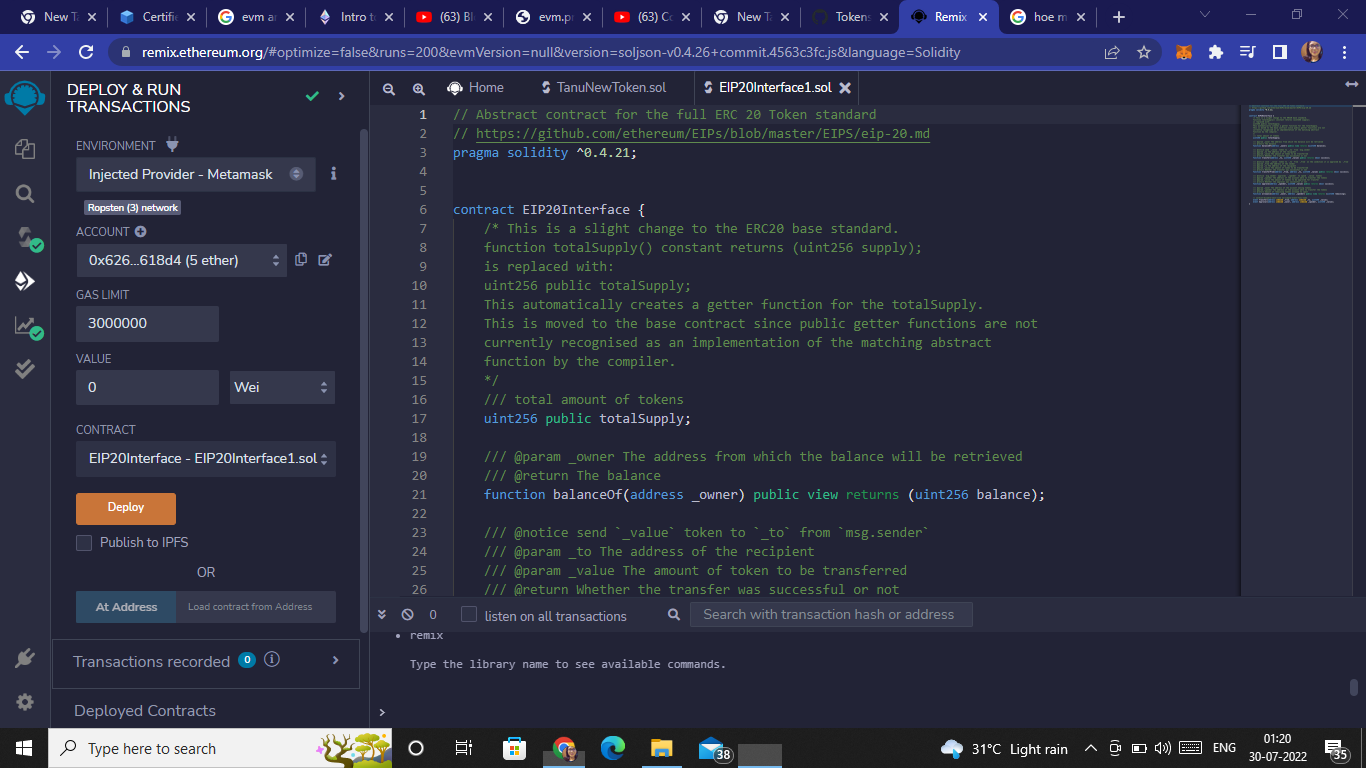 New Ta
Certifi
evm ar
Intro t
(63) Bl
evm.pr
(63) C
New Ta
Tokens
Remix
hoe m
remix.ethereum.org/#optimize=false&runs=200&evmVersion=null&version=soljson-v0.4.26+commit.4563c3fc.js&language=Solidity
DEPLOY & RUN
TRANSACTIONS
ENVIRONMENT
Injected Provider - Metamask
Ropsten (3) network
ACCOUNT
0x626...618d4 (5 ether)
GAS LIMIT
3000000
VALUE
0
Wei
CONTRACT
EIP20Interface - EIP20Interface1.sol
Deploy
Publish to IPFS
OR
At Address
Load contract from Address
Transactions recorded 0
Deployed Contracts
Home
TanuNewToken.sol
EIP20Interface1.sol
1 // Abstract contract for the full ERC 20 Token standard
2 // https://github.com/ethereum/EIPs/blob/master/EIPS/eip-20.md
3 pragma solidity ^0.4.21;
4
5
6 contract EIP20Interface {
7 /* This is a slight change to the ERC20 base standard.
8 function totalSupply() constant returns (uint256 supply);
9 is replaced with:
10 uint256 public totalSupply;
11 This automatically creates a getter function for the totalSupply.
12 This is moved to the base contract since public getter functions are not
13 currently recognised as an implementation of the matching abstract
14 function by the compiler.
15 */
16 /// total amount of tokens
17 uint256 public totalSupply;
18
19 /// @param _owner The address from which the balance will be retrieved
20 /// @return The balance
21 function balanceOf(address _owner) public view returns (uint256 balance);
22
23 /// @notice send `_value` token to `_to` from `msg.sender`
24 /// @param _to The address of the recipient
25 /// @param _value The amount of token to be transferred
26 /// @return Whether the transfer was successful or not
0
listen on all transactions
Search with transaction hash or address
remix
Type the library name to see available commands.
>
Type here to search
38
31°C Light rain
ENG
01:20
30-07-2022
35